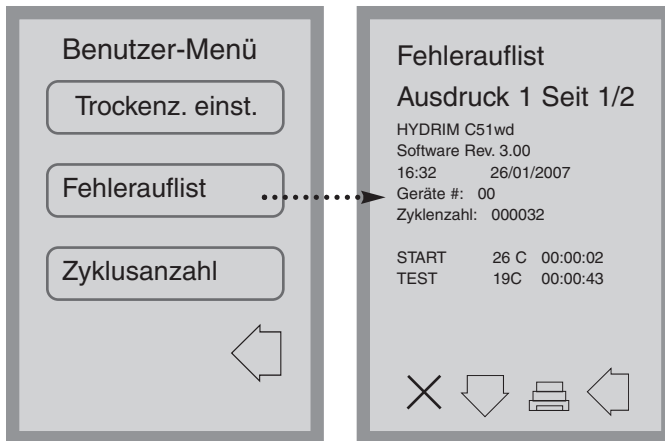 Benutzer-Menü
Trockenz. einst.
Fehlerauflist
Zyklusanzahl
Fehlerauflist
Ausdruck 1 Seit 1/2
HYDRIM C51wd
Software Rev. 3.00
16:32 26/01/2007
Geräte #: 00
Zyklenzahl: 000032
START 26 C 00:00:02
TEST 19C 00:00:43